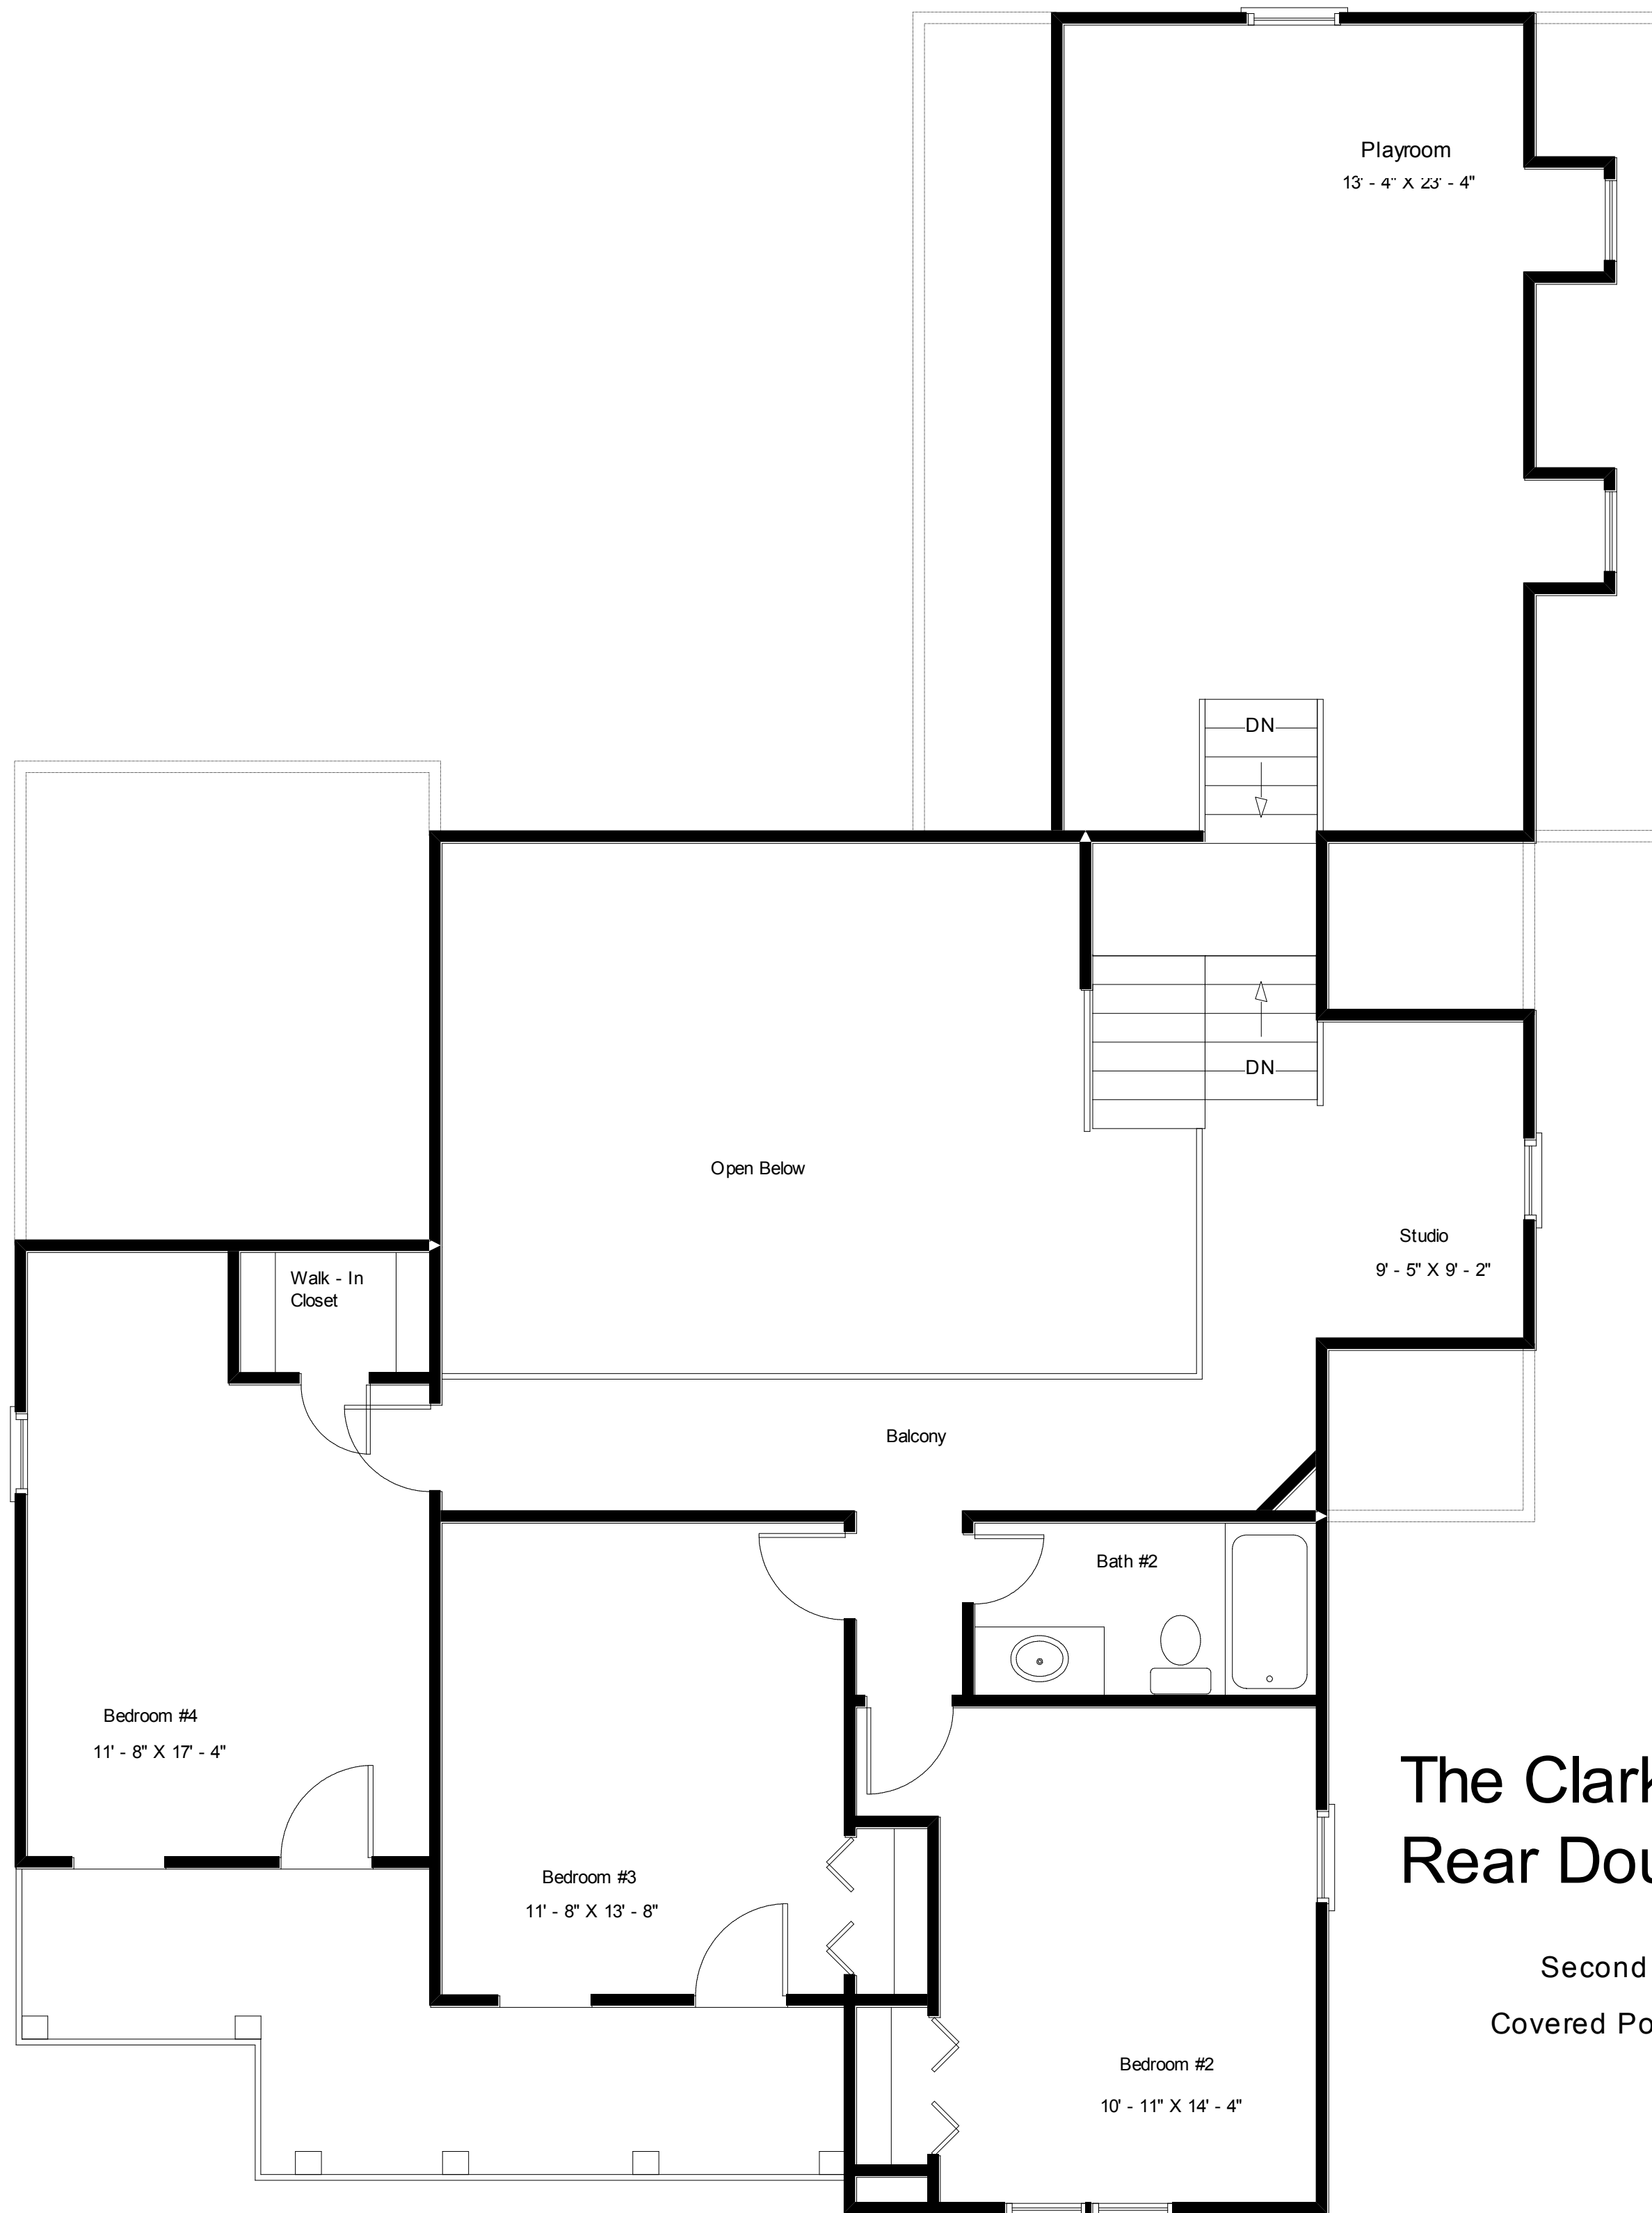 Playroom
13' - 4" X 23' - 4"
DN
DN
Open Below
Studio
9' - 5" X 9' - 2"
Walk - In
Closet
Balcony
Bath #2
Bedroom #4
11' - 8" X 17' - 4"
Bedroom #3
11' - 8" X 13' - 8"
Bedroom #2
10' - 11" X 14' - 4"
The Clark
Rear Dou
Second
Covered Po